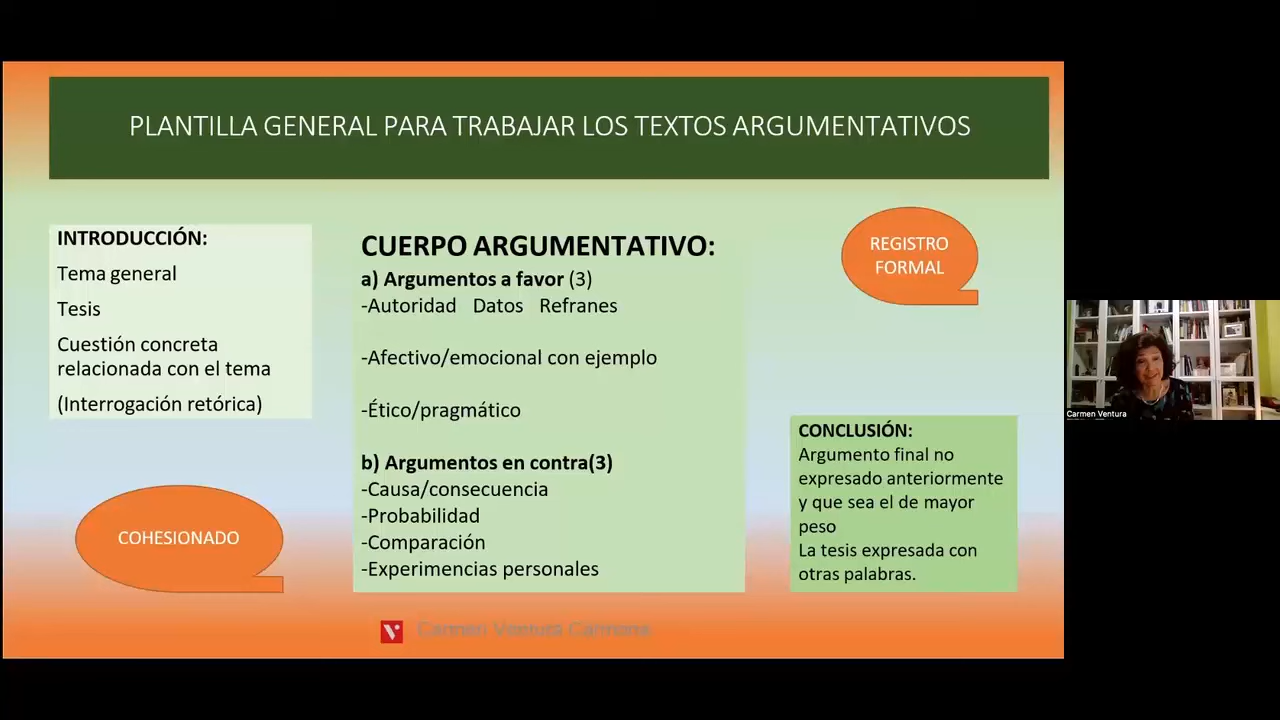 PLANTILLA GENERAL PARA TRABAJAR LOS TEXTOS ARGUMENTATIVOS
INTRODUCCIÓN:
Tema general
Tesis
Cuestión concreta
relacionada con el tema
(Interrogación retórica)
COHESIONADO
CUERPO ARGUMENTATIVO:
a) Argumentos a favor (3)
-Autoridad Datos Refranes
-Afectivo/emocional con ejemplo
-Ético/pragmático
b) Argumentos en contra(3)
-Causa/consecuencia
-Probabilidad
-Comparación
-Experimencias personales
REGISTRO
FORMAL
CONCLUSIÓN:
Argumento final no
expresado anteriormente
y que sea el de mayor
peso
La tesis expresada con
otras palabras.
Carmen Ventura Carmona
Carmen Ventura